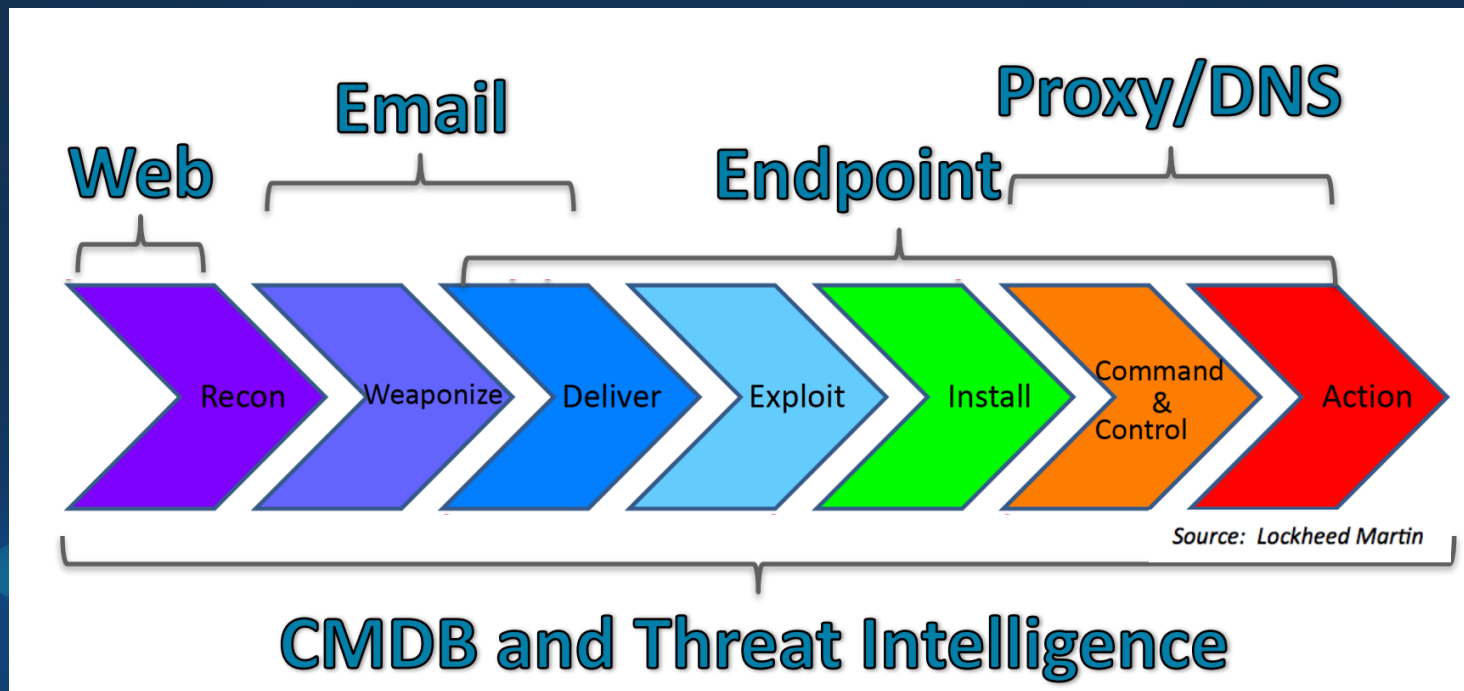 Web
Email
Endpoint
Proxy/DNS
Recon
Weaponize
Deliver
Exploit
Install
Command
&
Control
Action
Source: Lockheed Martin
CMDB and Threat Intelligence